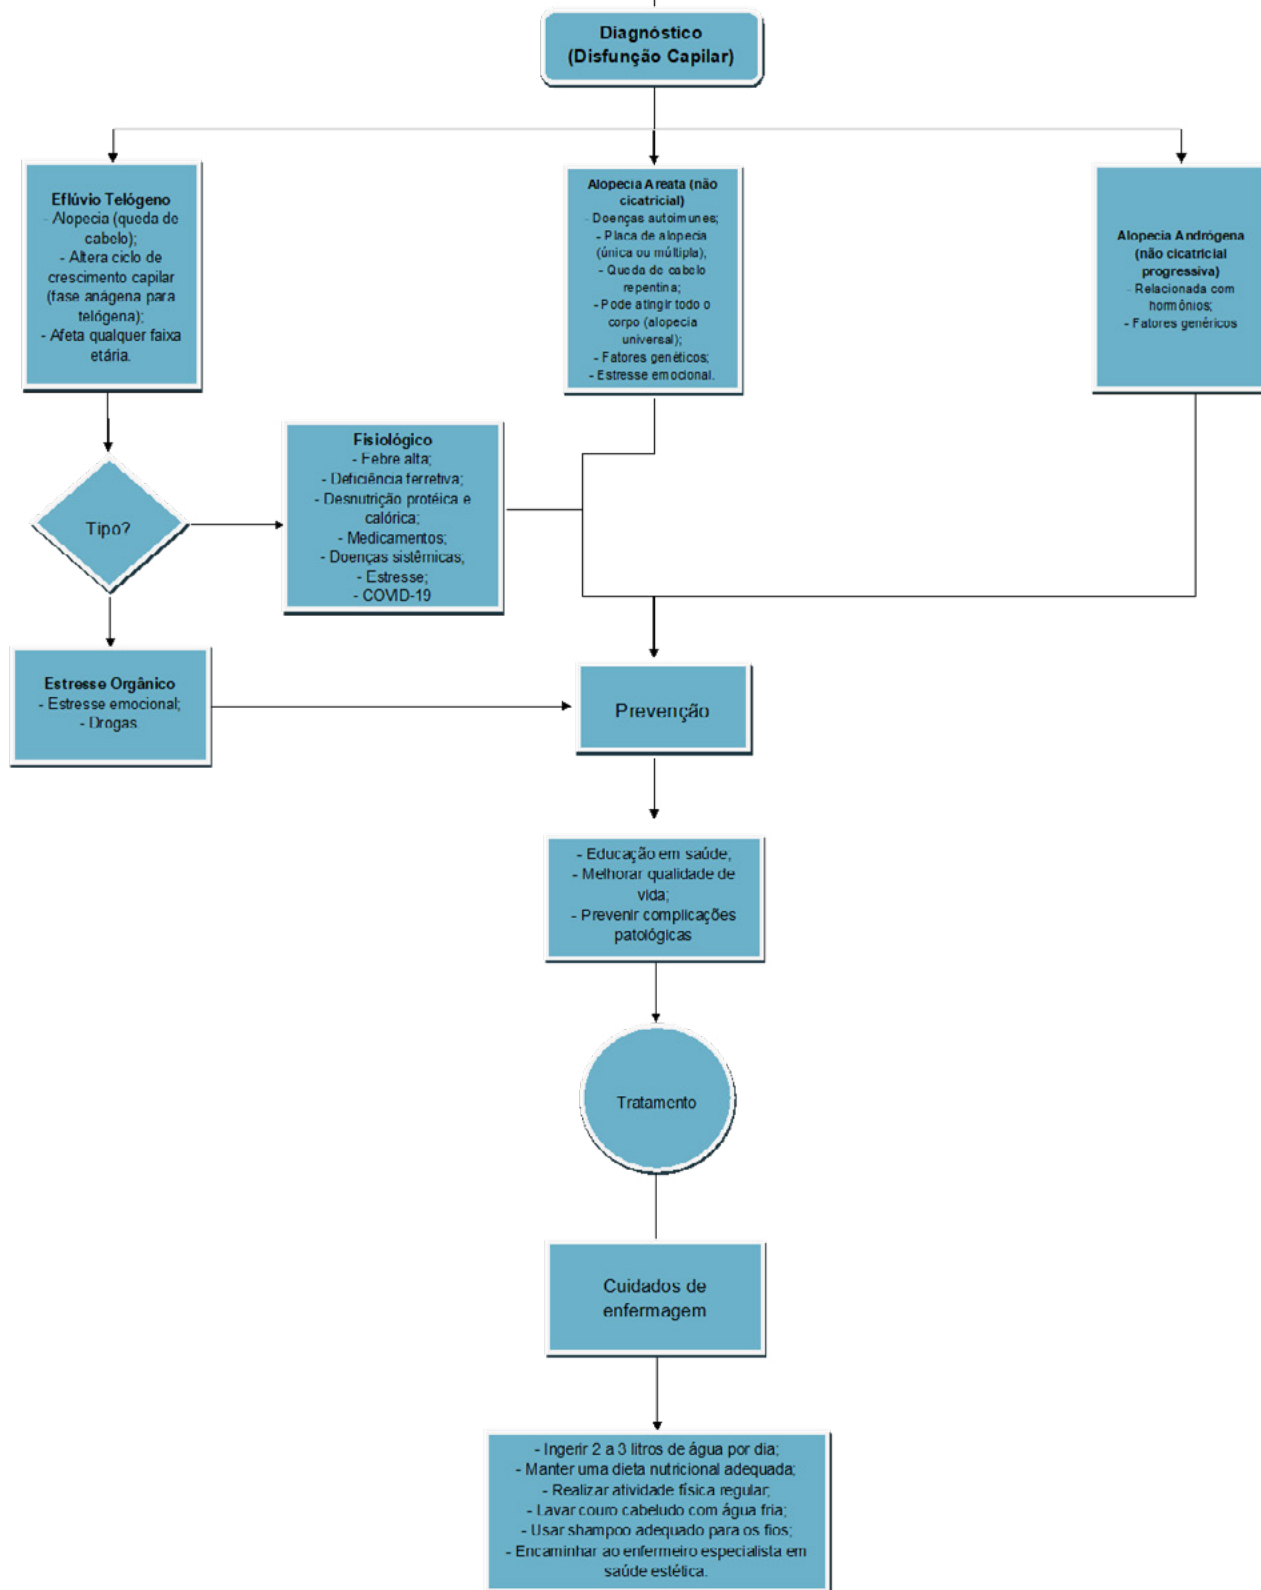 Diagnóstico
(Disfunção Capilar)
Eflúvio Telógeno
- Alopecia (queda de
cabelo);
- Altera ciclo de
crescimento capilar
(fase anágena para
telógena);
- Afeta qualquer faixa
etária.
Alopecia Areata (não
cicatricial)
- Doenças autoimunes;
- Placa de alopecia
(única ou múltipla);
- Queda de cabelo
repentina;
- Pode atingir todo o
corpo (alopecia
universal);
- Fatores genéticos;
- Estresse emocional.
Alopecia Andrógena
(não cicatricial
progressiva)
- Relacionada com
hormônios;
- Fatores genéricos
Tipo?
Fisiológico
- Febre alta;
- Deficiência ferretiva;
- Desnutrição protéica e
calórica;
- Medicamentos;
- Doenças sistêmicas;
- Estresse;
- COVID-19
Estresse Orgânico
- Estresse emocional;
- Drogas
Prevenção
- Educação em saúde;
- Melhorar qualidade de
vida;
- Prevenir complicações
patológicas
Tratamento
Cuidados de
enfermagem
- Ingerir 2 a 3 litros de água por dia;
- Manter uma dieta nutricional adequada;
- Realizar atividade física regular;
- Lavar couro cabeludo com água fria;
- Usar shampoo adequado para os fios;
- Encaminhar ao enfermeiro especialista em
saúde estética.